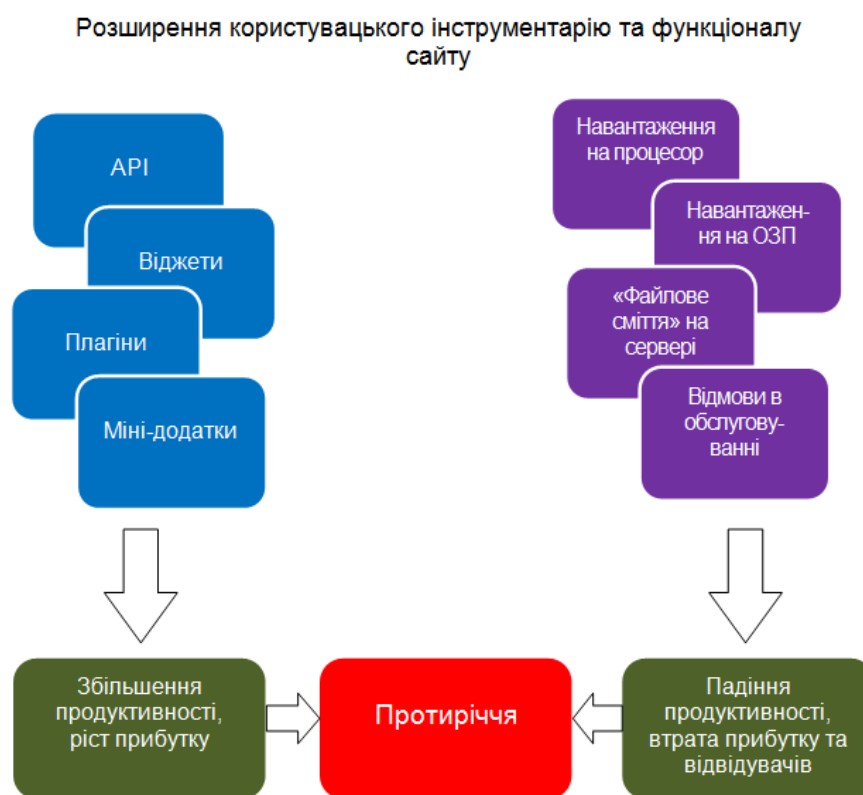 Розширення користувацького інструментарію та функціоналу
сайту
АРІ
Віджети
Плагіни
Міні-додатки
Навантаження
на процесор
Навантажен-
ня на ОЗП
«Файлове
сміття» на
сервері
Відмови в
обслугову-
ванні
Збільшення
продуктивності,
ріст прибутку
Протиріччя
Падіння
продуктивності,
втрата прибутку та
відвідувачів